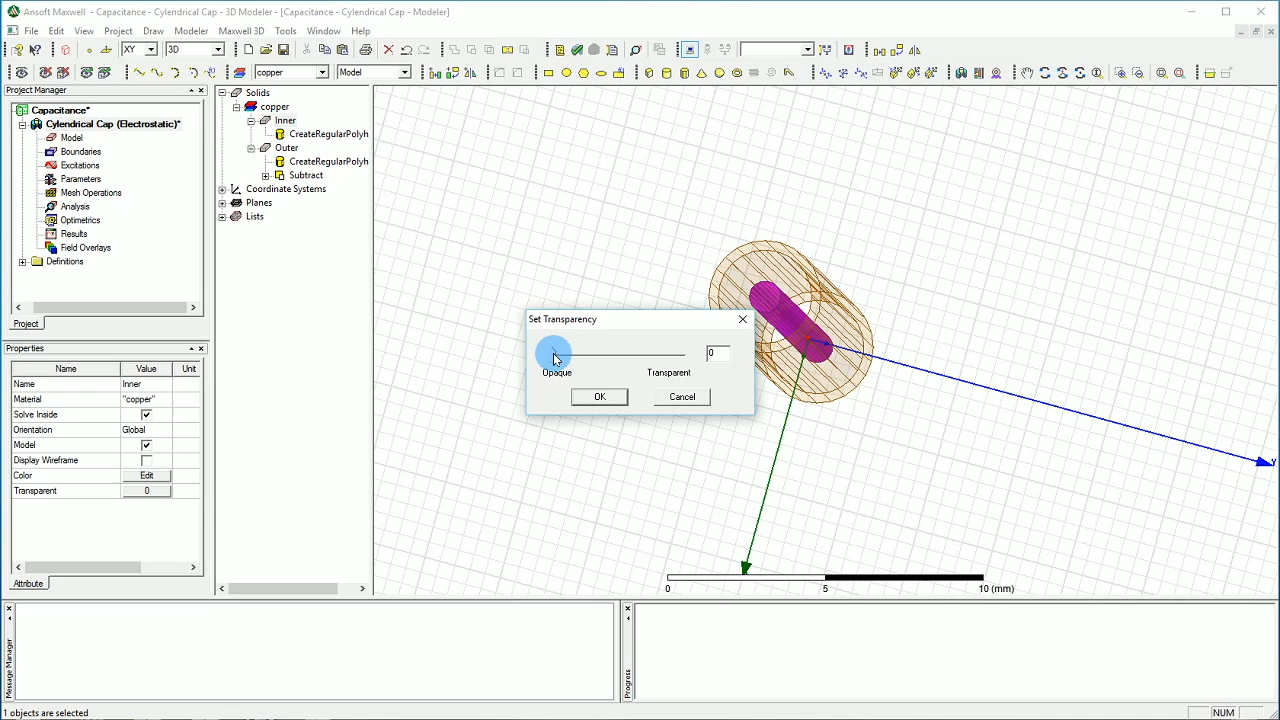 Ansoft Maxwell - Capacitance - Cylendrical Cap - 3D Modeler - [Capacitance - Cylendrical Cap - Modeler]
File Edit View Project Draw Modeler Maxwell 3D Tools Window Help
XY 3D
copper Model
Project Manager
Capacitance*
Cylendrical Cap (Electrostatic)*
Model
Boundaries
Excitations
Parameters
Mesh Operations
Analysis
Optimetrics
Results
Field Overlays
Definitions
Project
Properties
Name Value Unit
Name Inner
Material "copper"
Solve Inside
Orientation Global
Model
Display Wireframe
Color Edit
Transparent 0
Attribute
Solids
copper
Inner
CreateRegularPolyh
Outer
CreateRegularPolyh
Subtract
Coordinate Systems
Planes
Lists
Set Transparency
0
Opaque Transparent
OK Cancel
Y
0 5 10 (mm)
Message Manager
Progress
1 objects are selected
NUM